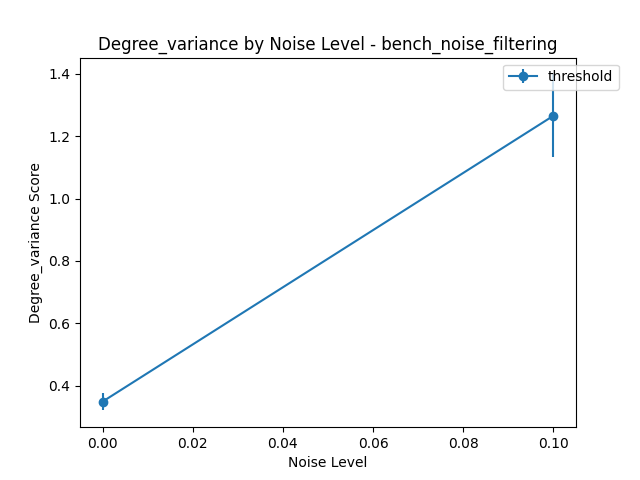 Degree_variance by Noise Level - bench_noise_filtering
threshold
Degree_variance Score
1.4
1.2
1.0
0.8
0.6
0.4
0.00 0.02 0.04 0.06 0.08 0.10
Noise Level